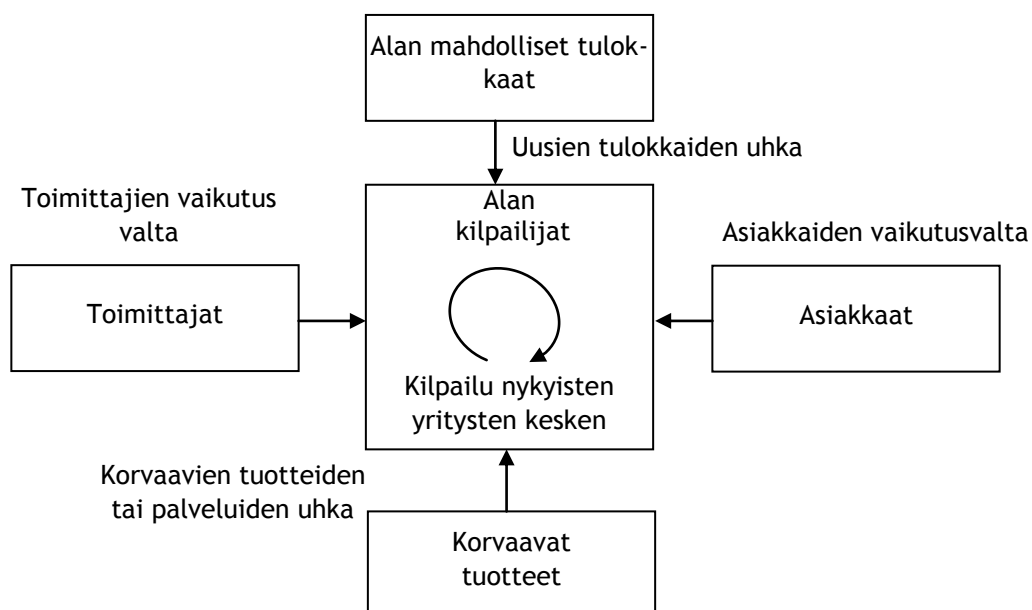 Alan mahdolliset tulok-
kaat
Uusien tulokkaiden uhka
Toimittajien vaikutus
valta
Alan
kilpailijat
Asiakkaiden vaikutusvalta
Toimittajat
Asiakkaat
Kilpailu nykyisten
yritysten kesken
Korvaavien tuotteiden
tai palveluiden uhka
Korvaavat
tuotteet